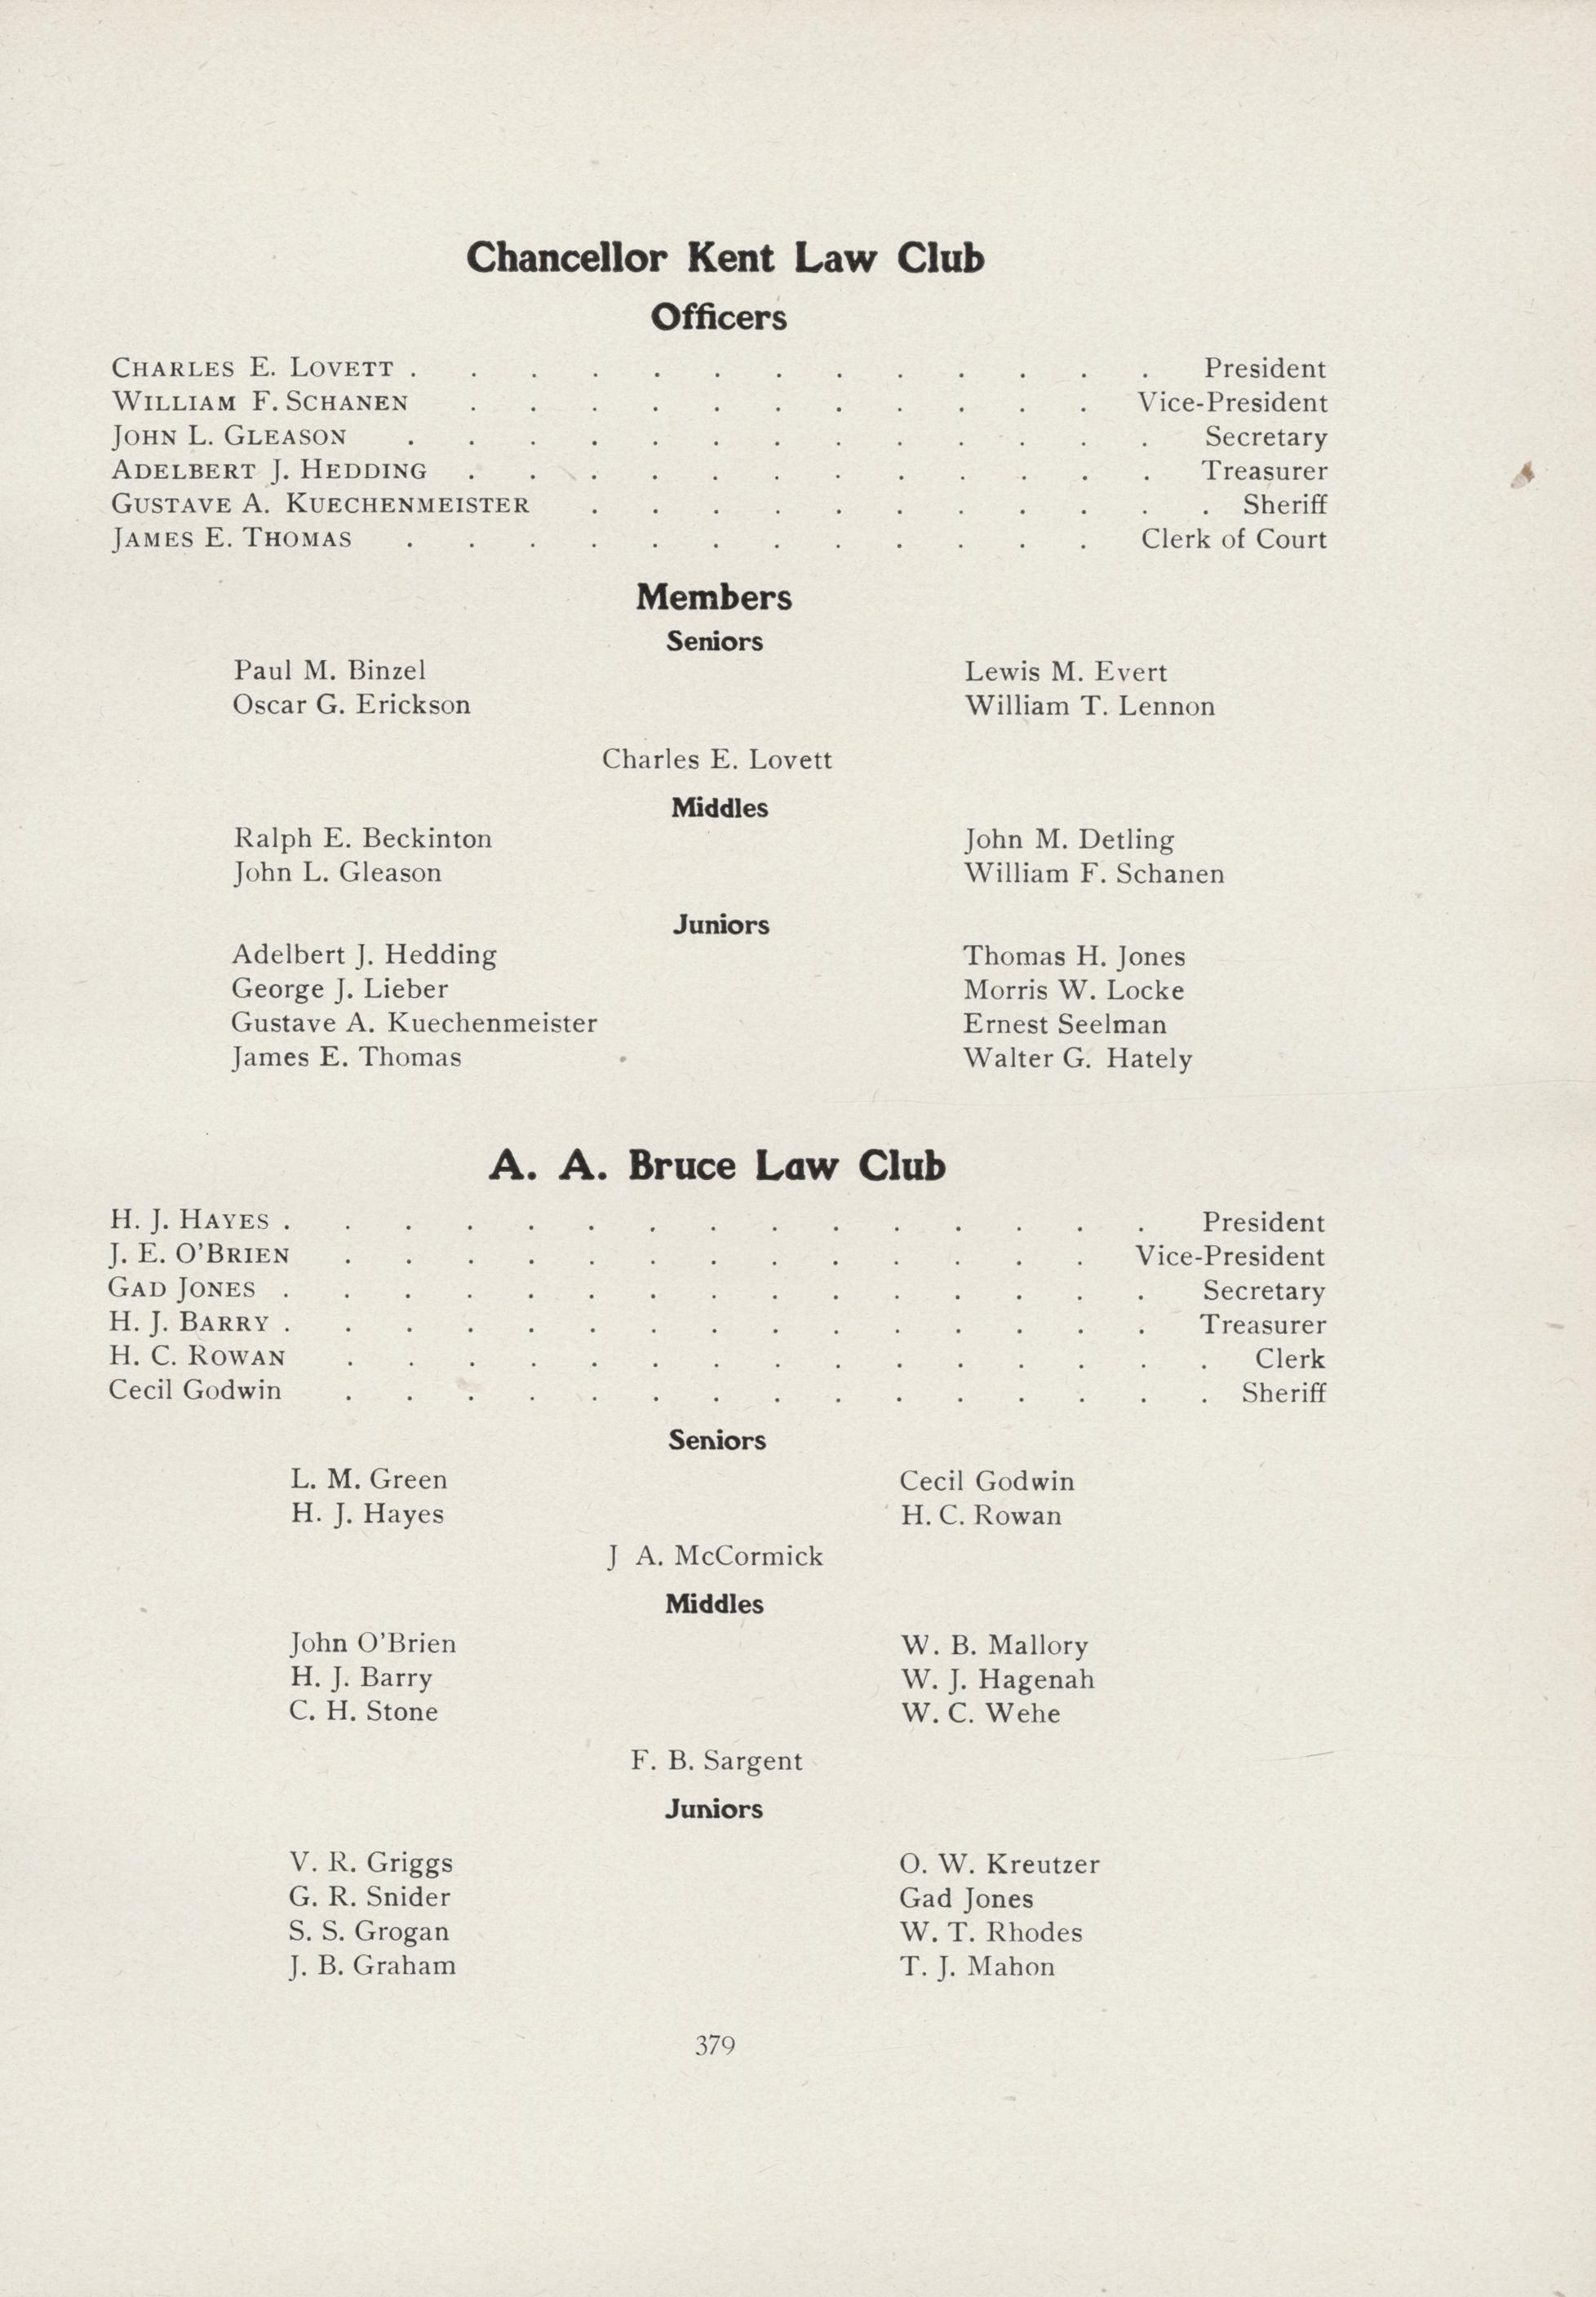 Chancellor Kent Law Club
Officers
CHARLES E. LOVETT . . . . . . . . . . . . . President
WILLIAM F. SCHANEN . . . . . . . . . . . Vice-President
JOHN L. GLEASON . . . . . . . . . . . . . Secretary
ADELBERT J. HEDDING . . . . . . . . . . . . Treasurer
GUSTAVE A. KUECHENMEISTER . . . . . . . . . . . Sheriff
JAMES E. THOMAS . . . . . . . . . . . . Clerk of Court
Members
Seniors
Paul M. Binzel Lewis M. Evert
Oscar G. Erickson William T. Lennon
Charles E. Lovett
Middles
Ralph E. Beckinton John M. Detling
John L. Gleason William F. Schanen
Juniors
Adelbert J. Hedding Thomas H. Jones
George J. Lieber Morris W. Locke
Gustave A. Kuechenmeister Ernest Seelman
James E. Thomas Walter G. Hately
A. A. Bruce Law Club
H. J. HAYES . . . . . . . . . . . . . . . President
J. E. O'BRIEN . . . . . . . . . . . . . Vice-President
GAD JONES . . . . . . . . . . . . . . . Secretary
H. J. BARRY . . . . . . . . . . . . . . . Treasurer
H. C. ROWAN . . . . . . . . . . . . . . . Clerk
Cecil Godwin . . . . . . . . . . . . . . . Sheriff
Seniors
L. M. Green Cecil Godwin
H. J. Hayes H. C. Rowan
J A. McCormick
Middles
John O'Brien W. B. Mallory
H. J. Barry W. J. Hagenah
C. H. Stone W. C. Wehe
F. B. Sargent
Juniors
V. R. Griggs O. W. Kreutzer
G. R. Snider Gad Jones
S. S. Grogan W. T. Rhodes
J. B. Graham T. J. Mahon
379